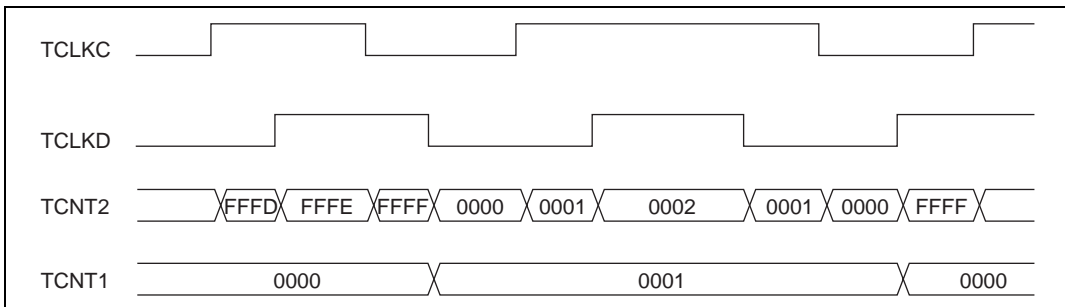 TCLKC
TCLKD
TCNT2 FFFD FFFE FFFF 0000 0001 0002 0001 0000 FFFF
TCNT1 0000 0001 0000